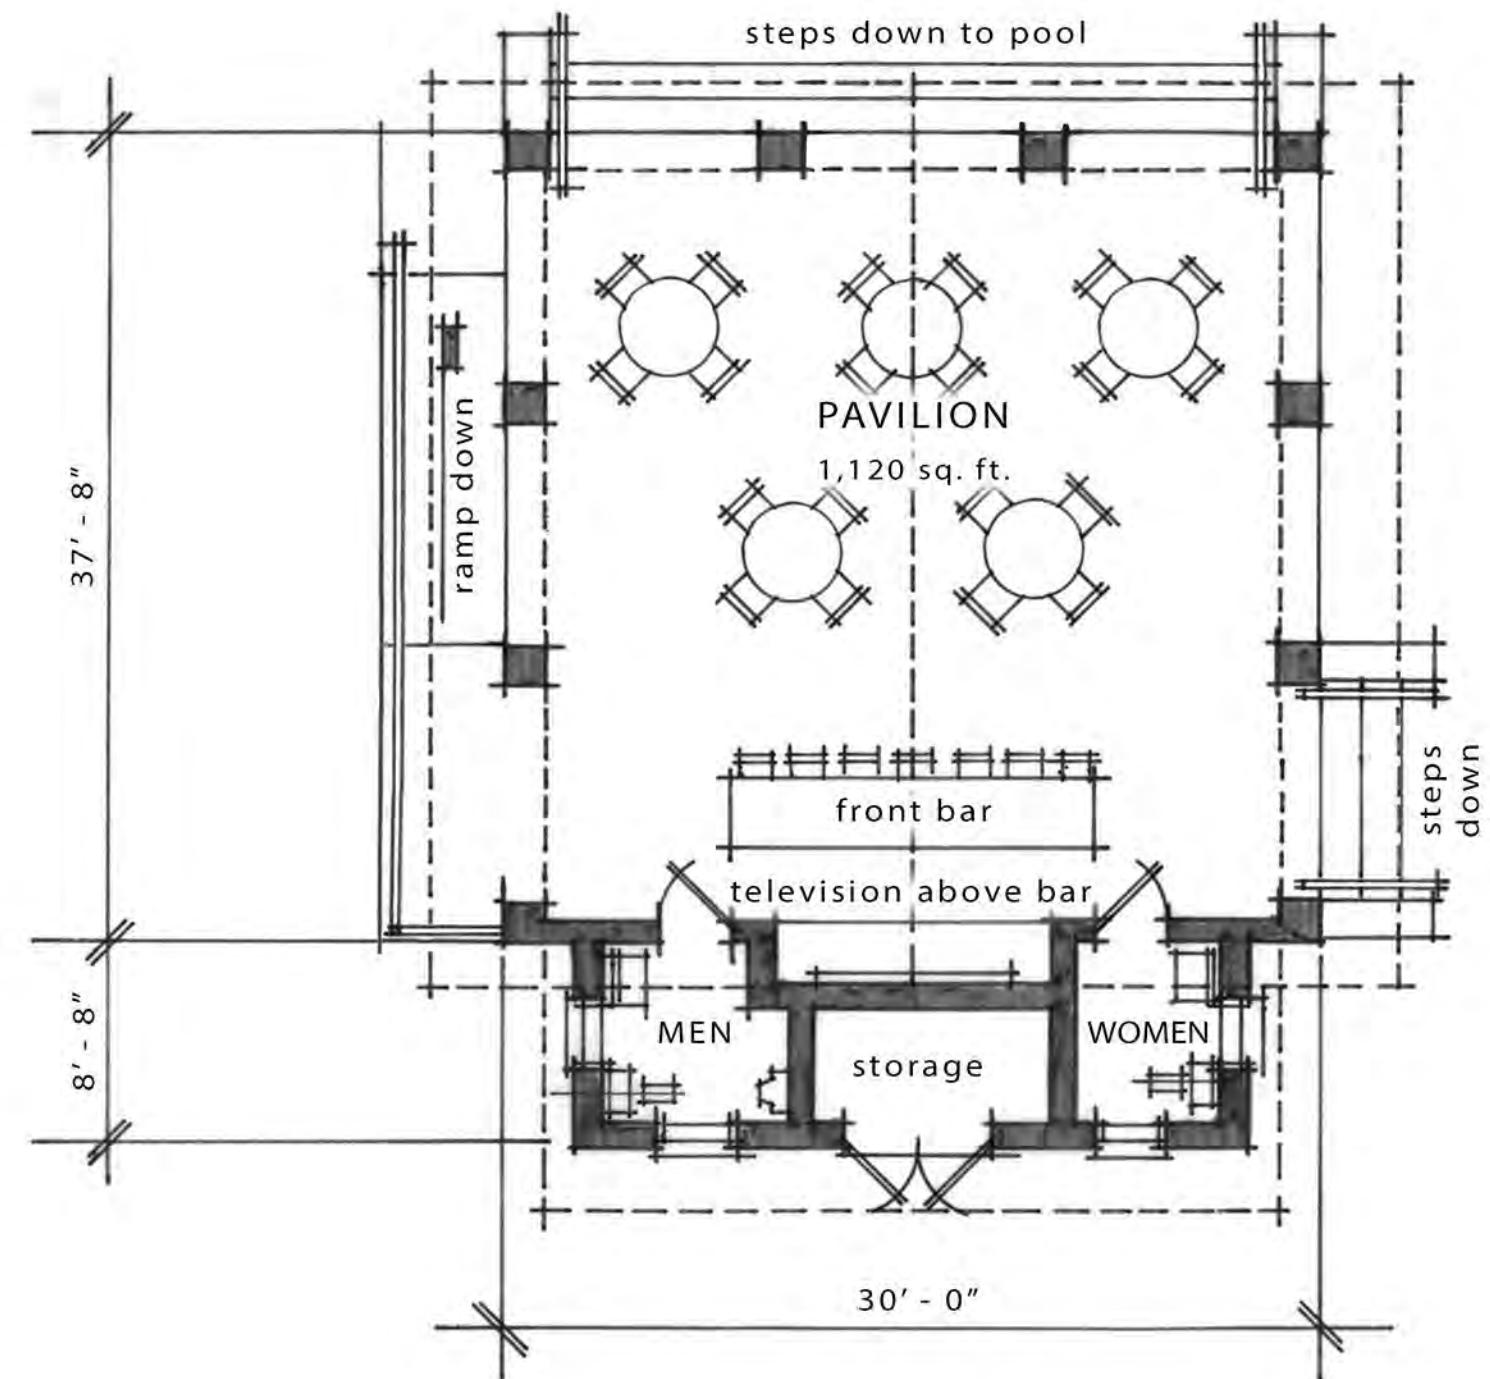 steps down to pool
37′ - 8″
ramp down
PAVILION
1,120 sq. ft.
steps
down
front bar
television above bar
8′ - 8″
MEN
storage
WOMEN
30′ - 0″